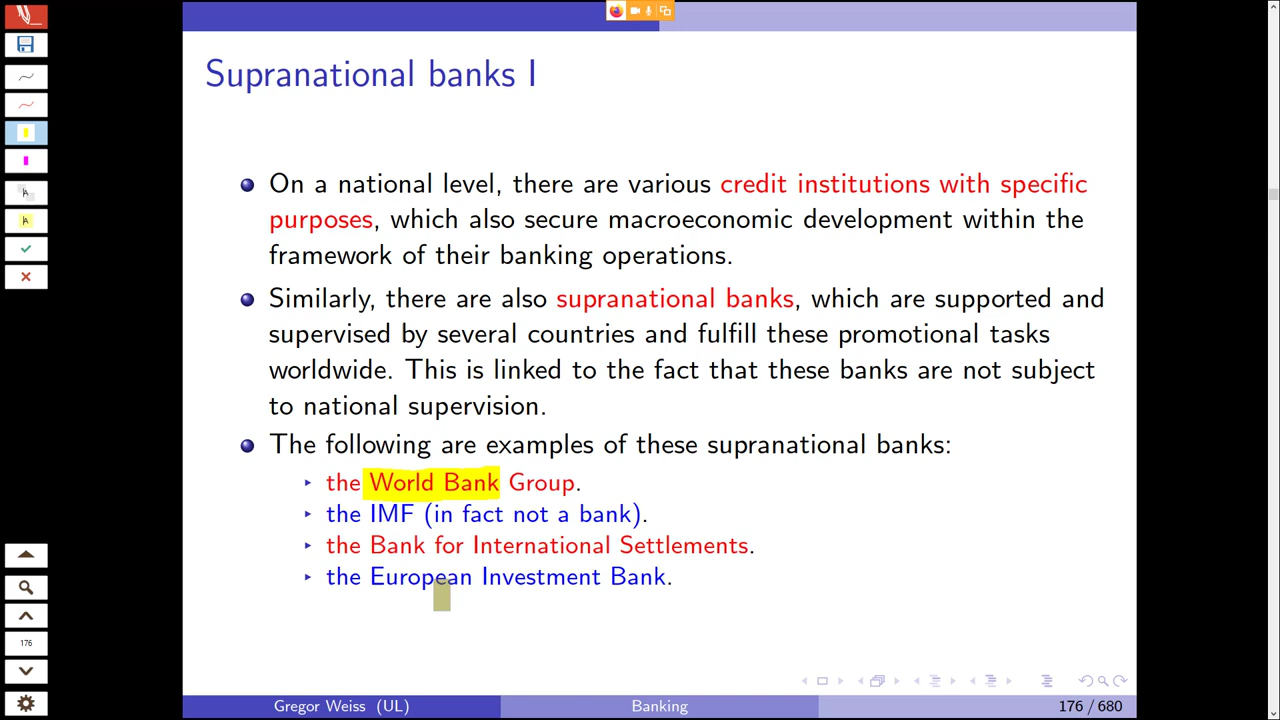 Supranational banks I
On a national level, there are various credit institutions with specific
purposes, which also secure macroeconomic development within the
framework of their banking operations.
Similarly, there are also supranational banks, which are supported and
supervised by several countries and fulfill these promotional tasks
worldwide. This is linked to the fact that these banks are not subject
to national supervision.
The following are examples of these supranational banks:
the World Bank Group.
the IMF (in fact not a bank).
the Bank for International Settlements.
the European Investment Bank.
176
Gregor Weiss (UL) Banking 176 / 680